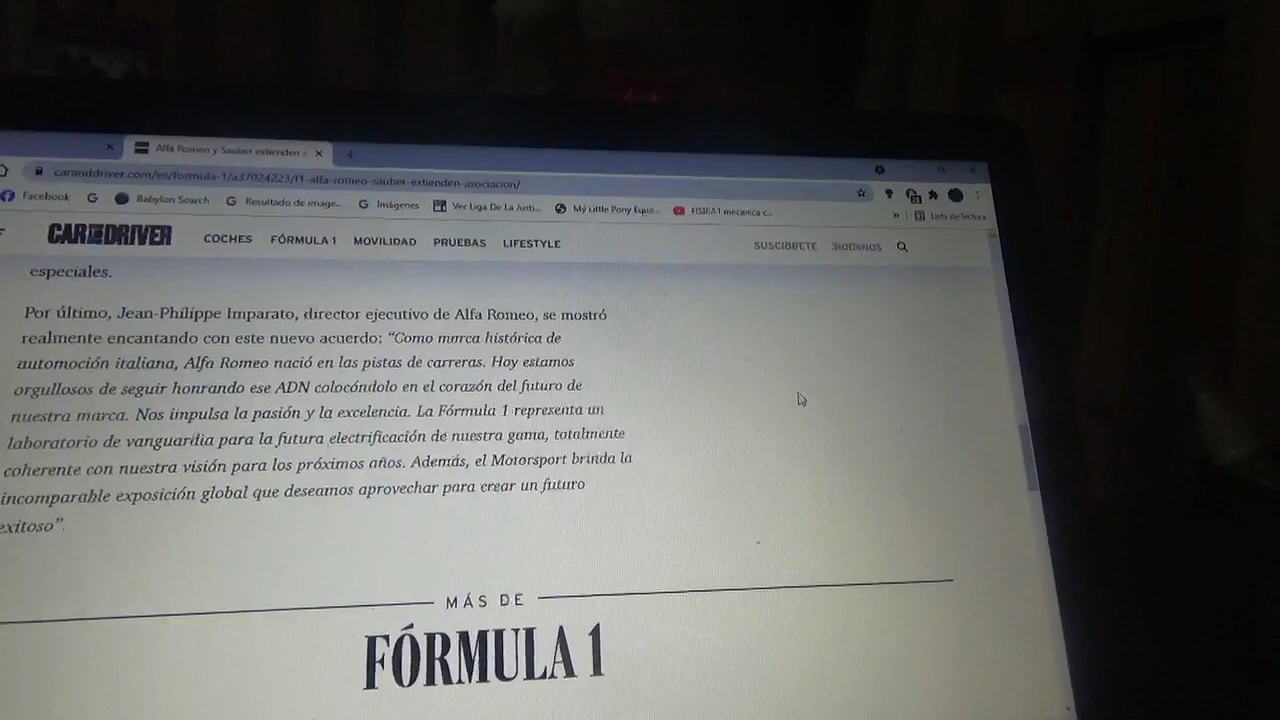 Alfa Romeo y Sauber extienden s
caranddriver.com/es/formula-1/a37024223/f1-alfa-romeo-sauber-extienden-asociacion/
Facebook G Babylon Search G Resultado de image... G Imágenes Ver Liga De La Justi... My Little Pony Eque... FISICA 1 mecanica c... » Lista de lectura
CAR AND DRIVER COCHES FÓRMULA 1 MOVILIDAD PRUEBAS LIFESTYLE SUSCIBBETE
especiales.
Por último, Jean-Philippe Imparato, director ejecutivo de Alfa Romeo, se mostró
realmente encantando con este nuevo acuerdo: “Como marca histórica de
automoción italiana, Alfa Romeo nació en las pistas de carreras. Hoy estamos
orgullosos de seguir honrando ese ADN colocándolo en el corazón del futuro de
nuestra marca. Nos impulsa la pasión y la excelencia. La Fórmula 1 representa un
laboratorio de vanguardia para la futura electrificación de nuestra gama, totalmente
coherente con nuestra visión para los próximos años. Además, el Motorsport brinda la
incomparable exposición global que deseamos aprovechar para crear un futuro
exitoso”.
MÁS DE
FÓRMULA 1